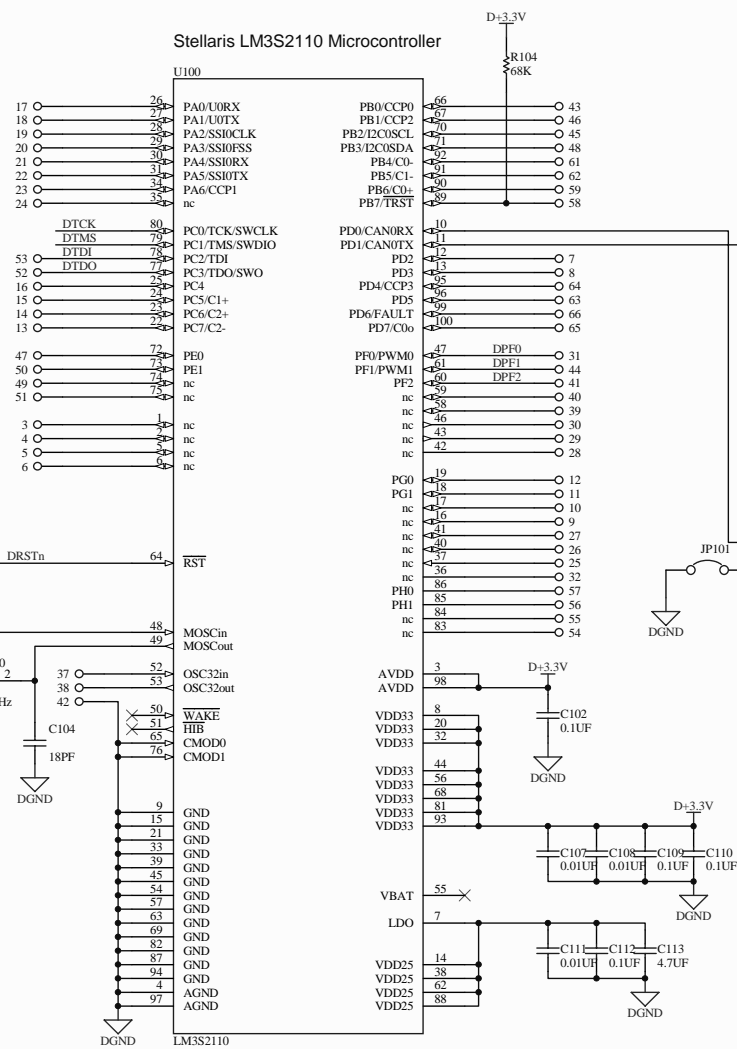 D+3.3V
Stellaris LM3S2110 Microcontroller
R104
68K
U100
17 26 PA0/U0RX PB0/CCP0 66 43
18 27 PA1/U0TX PB1/CCP2 67 46
19 28 PA2/SSI0CLK PB2/I2C0SCL 70 45
20 29 PA3/SSI0FSS PB3/I2C0SDA 71 48
21 30 PA4/SSI0RX PB4/C0- 92 61
22 31 PA5/SSI0TX PB5/C1- 91 62
23 34 PA6/CCP1 PB6/C0+ 90 59
24 35 nc PB7/TRST 89 58
DTCK 80 PC0/TCK/SWCLK PD0/CAN0RX 10
DTMS 79 PC1/TMS/SWDIO PD1/CAN0TX 11
53 DTDI 78 PC2/TDI PD2 12 7
52 DTDO 77 PC3/TDO/SWO PD3 13 8
16 25 PC4 PD4/CCP3 95 64
15 24 PC5/C1+ PD5 96 63
14 23 PC6/C2+ PD6/FAULT 99 66
13 22 PC7/C2- PD7/C0o 100 65
47 72 PE0 PF0/PWM0 47 DPF0 31
50 73 PE1 PF1/PWM1 61 DPF1 44
49 74 nc PF2 60 DPF2 41
51 75 nc nc 59 40
nc 58 39
3 1 nc nc 46 30
4 2 nc nc 43 29
5 5 nc nc 42 28
6 6 nc
PG0 19 12
PG1 18 11
nc 17 10
nc 16 9
nc 41 27
nc 40 26
DRSTn 64 RST nc 37 25
JP101
nc 36 32
PH0 86 57
PH1 85 56
nc 84 55
48 MOSCin nc 83 54
DGND
49 MOSCout
0
2
Hz
37 52 OSC32in AVDD 3
38 53 OSC32out AVDD 98
D+3.3V
42
50 WAKE VDD33 8
51 HIB VDD33 20
65 CMOD0 VDD33 32
76 CMOD1
C102
0.1UF
C104
18PF
DGND
DGND
VDD33 44
VDD33 56
VDD33 68
9 GND VDD33 81
15 GND VDD33 93
D+3.3V
21 GND
33 GND
39 GND
45 GND
C107 C108 C109 C110
0.01UF 0.01UF 0.1UF 0.1UF
54 GND VBAT 55
57 GND
DGND
63 GND LDO 7
69 GND
82 GND
87 GND VDD25 14
94 GND VDD25 38
4 AGND VDD25 62
97 AGND VDD25 88
C111 C112 C113
0.01UF 0.1UF 4.7UF
DGND
DGND
LM3S2110